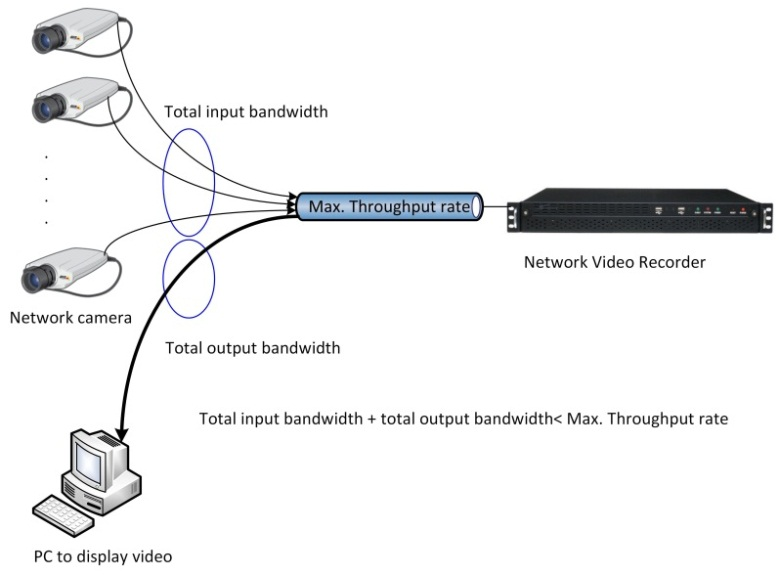 Total input bandwidth
Max. Throughput rate
Network Video Recorder
Network camera
Total output bandwidth
Total input bandwidth + total output bandwidth< Max. Throughput rate
PC to display video